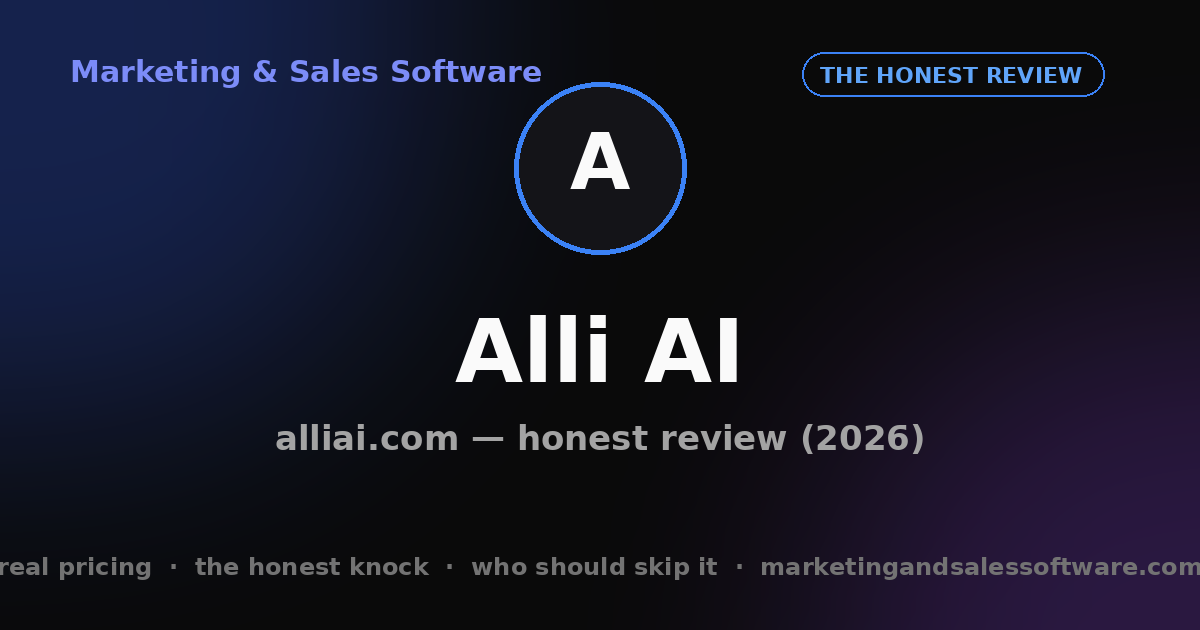 Marketing & Sales Software
THE HONEST REVIEW
A
Alli AI
alliai.com — honest review (2026)
real pricing · the honest knock · who should skip it · marketingandsalessoftware.com